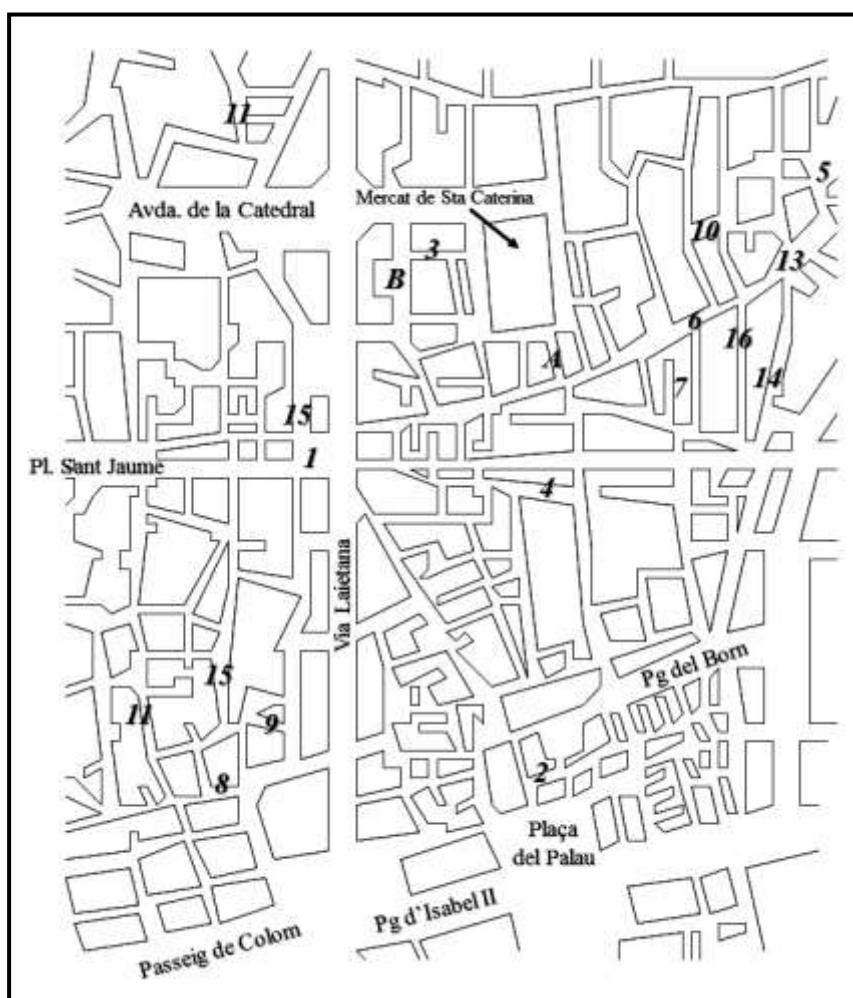 11
5
Avda. de la Catedral
Mercat de Sta Caterina
10
3
13
B
6
16
A
14
7
15
1
Pl. Sant Jaume
4
Via Laietana
15
Pg del Born
11
9
8
2
Plaça
del Palau
Pg d'Isabel II
Passeig de Colom